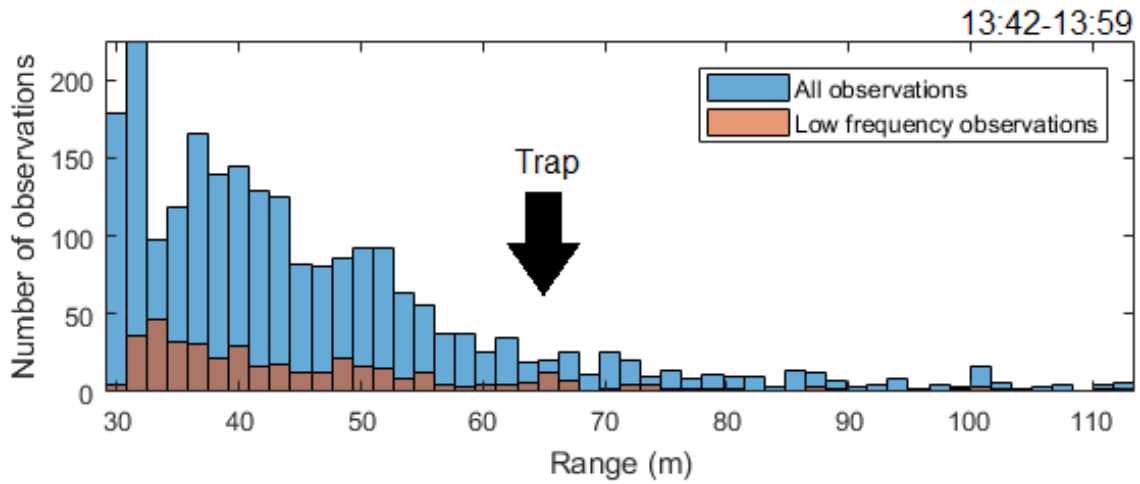 13:42-13:59
Number of observations
200
150
100
50
0
All observations
Low frequency observations
Trap
30 40 50 60 70 80 90 100 110
Range (m)